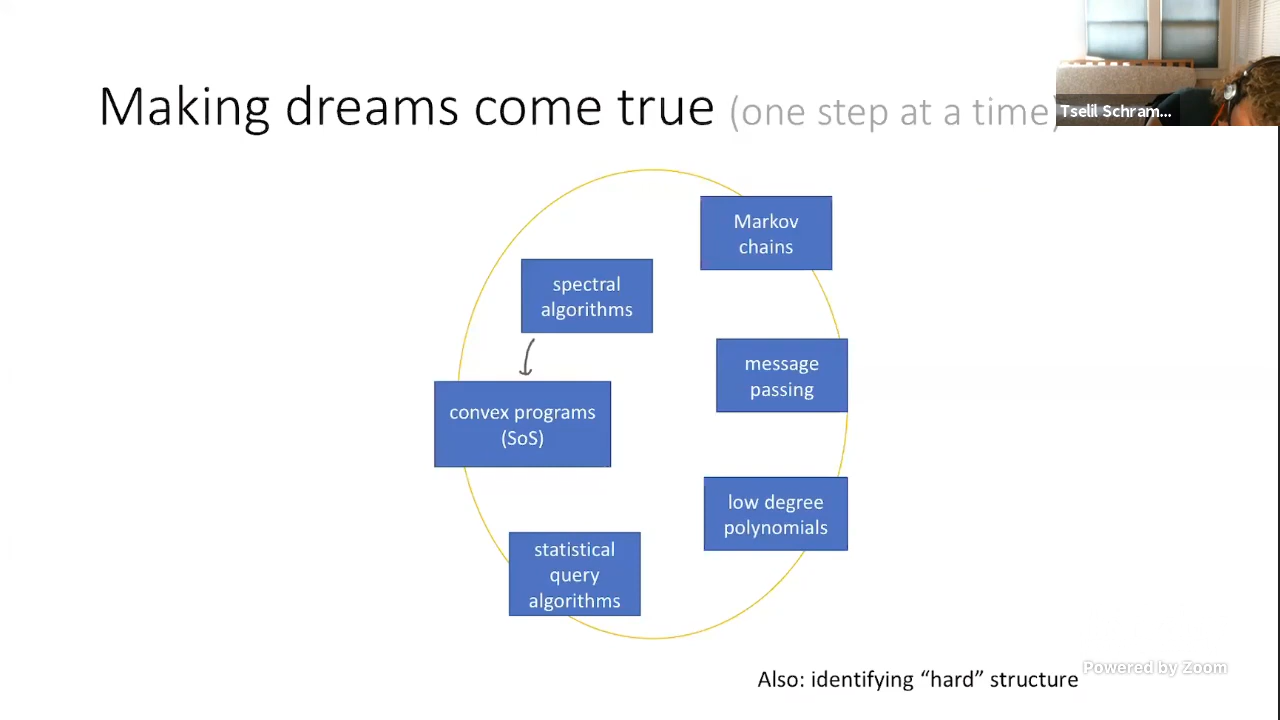 Making dreams come true (one step at a time)
Tselil Schram...
Markov
chains
spectral
algorithms
message
passing
convex programs
(SoS)
low degree
polynomials
statistical
query
algorithms
Also: identifying “hard” structure
Powered by Zoom